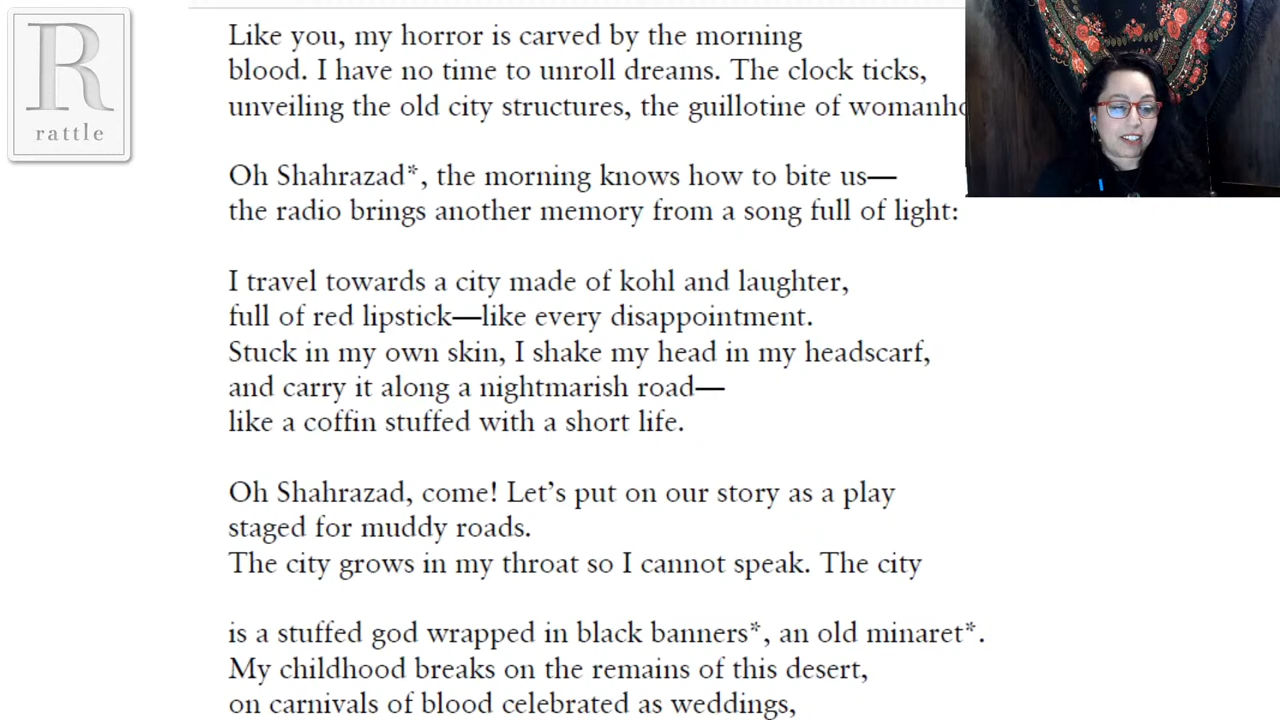 R
rattle
Like you, my horror is carved by the morning
blood. I have no time to unroll dreams. The clock ticks,
unveiling the old city structures, the guillotine of
Oh Shahrazad*, the morning knows how to bite us—
the radio brings another memory from a song full of light:
I travel towards a city made of kohl and laughter,
full of red lipstick—like every disappointment.
Stuck in my own skin, I shake my head in my headscarf,
and carry it along a nightmarish road—
like a coffin stuffed with a short life.
Oh Shahrazad, come! Let’s put on our story as a play
staged for muddy roads.
The city grows in my throat so I cannot speak. The city
is a stuffed god wrapped in black banners*, an old minaret*.
My childhood breaks on the remains of this desert,
on carnivals of blood celebrated as weddings,